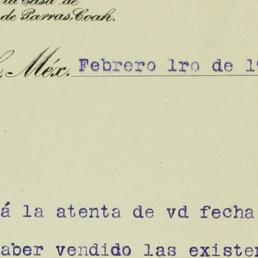 la Casa de
de Parras, Coah.
Méx. Febrero 1ro de 19
á la atenta de vd fecha
aber vendido las existen